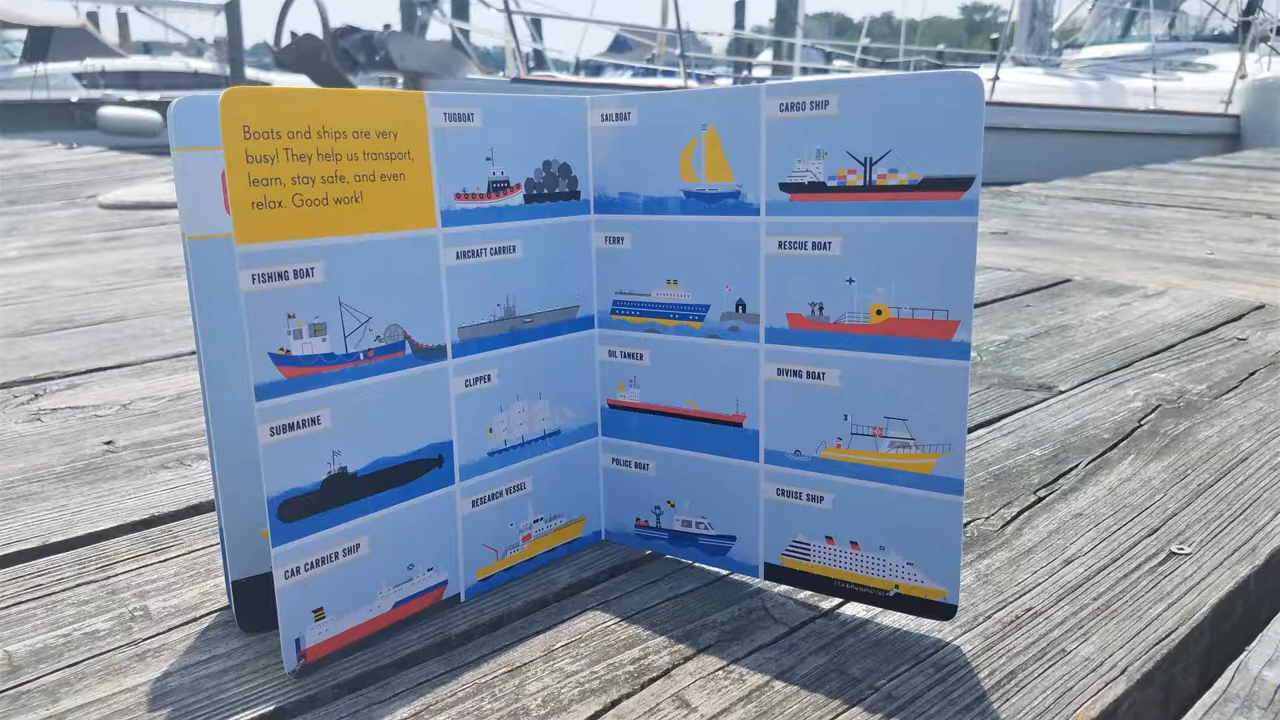 Boats and ships are very
busy! They help us transport,
learn, stay safe, and even
relax. Good work!
TUGBOAT
SAILBOAT
CARGO SHIP
FISHING BOAT
AIRCRAFT CARRIER
FERRY
RESCUE BOAT
SUBMARINE
CLIPPER
OIL TANKER
DIVING BOAT
CAR CARRIER SHIP
RESEARCH VESSEL
POLICE BOAT
CRUISE SHIP